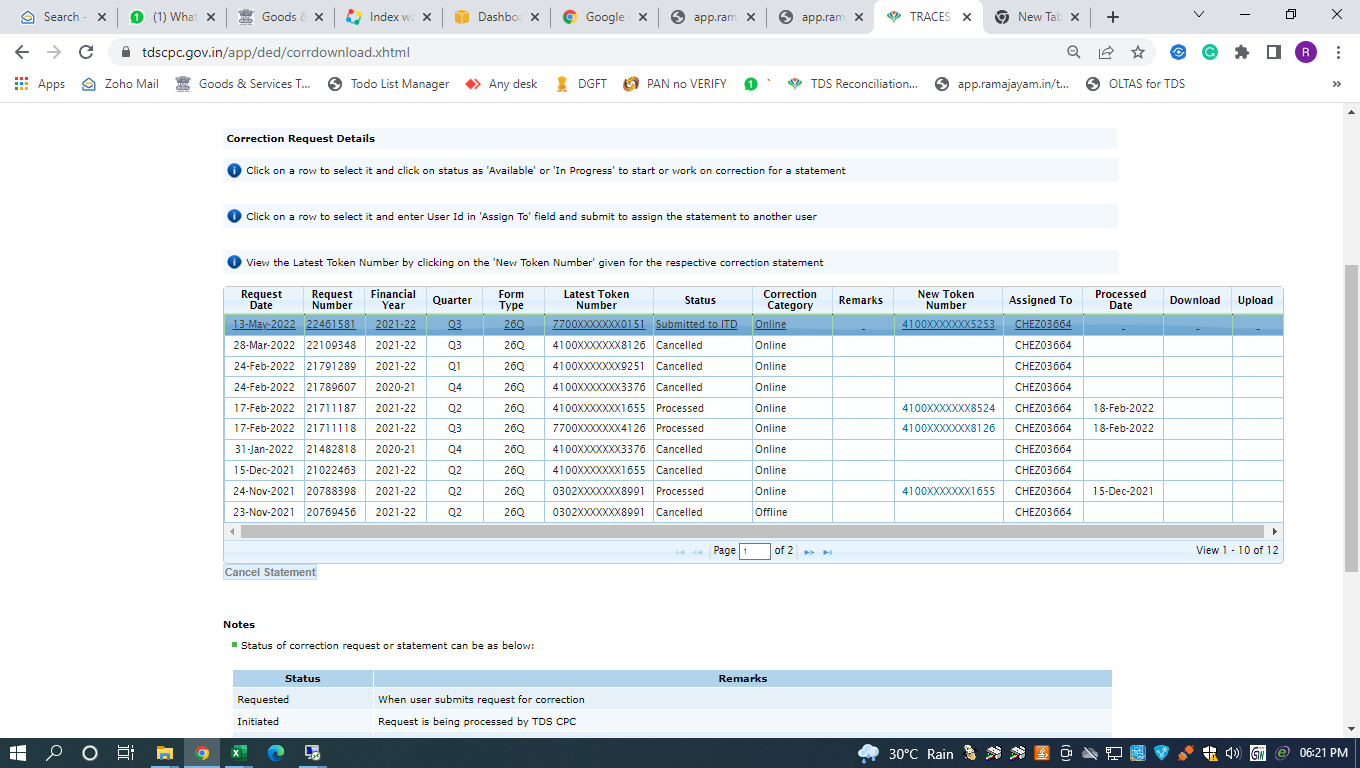 Search -
(1) What
Goods &
Index w
Dashbo
Google
app.ram
app.ram
TRACES
New Tab
tdscpc.gov.in/app/ded/corrdownload.xhtml
R
Apps
Zoho Mail
Goods & Services T...
Todo List Manager
Any desk
DGFT
PAN no VERIFY
TDS Reconciliation...
app.ramajayam.in/t...
OLTAS for TDS
»
Correction Request Details
Click on a row to select it and click on status as 'Available' or 'In Progress' to start or work on correction for a statement
Click on a row to select it and enter User Id in 'Assign To' field and submit to assign the statement to another user
View the Latest Token Number by clicking on the 'New Token Number' given for the respective correction statement
Request Date Request Number Financial Year Quarter Form Type Latest Token Number Status Correction Category Remarks New Token Number Assigned To Processed Date Download Upload
13-May-2022 22461581 2021-22 Q3 26Q 7700XXXXXXX0151 Submitted to ITD Online 4100XXXXXXX5253 CHEZ03664
28-Mar-2022 22109348 2021-22 Q3 26Q 4100XXXXXXX8126 Cancelled Online CHEZ03664
24-Feb-2022 21791289 2021-22 Q1 26Q 4100XXXXXXX9251 Cancelled Online CHEZ03664
24-Feb-2022 21789607 2020-21 Q4 26Q 4100XXXXXXX3376 Cancelled Online CHEZ03664
17-Feb-2022 21711187 2021-22 Q2 26Q 4100XXXXXXX1655 Processed Online 4100XXXXXXX8524 CHEZ03664 18-Feb-2022
17-Feb-2022 21711118 2021-22 Q3 26Q 7700XXXXXXX4126 Processed Online 4100XXXXXXX8126 CHEZ03664 18-Feb-2022
31-Jan-2022 21482818 2020-21 Q4 26Q 4100XXXXXXX3376 Cancelled Online CHEZ03664
15-Dec-2021 21022463 2021-22 Q2 26Q 4100XXXXXXX1655 Cancelled Online CHEZ03664
24-Nov-2021 20788398 2021-22 Q2 26Q 0302XXXXXXX8991 Processed Online 4100XXXXXXX1655 CHEZ03664 15-Dec-2021
23-Nov-2021 20769456 2021-22 Q2 26Q 0302XXXXXXX8991 Cancelled Offline CHEZ03664
Page 1 of 2
View 1 - 10 of 12
Cancel Statement
Notes
Status of correction request or statement can be as below:
Status Remarks
Requested When user submits request for correction
Initiated Request is being processed by TDS CPC
30°C Rain
06:21 PM